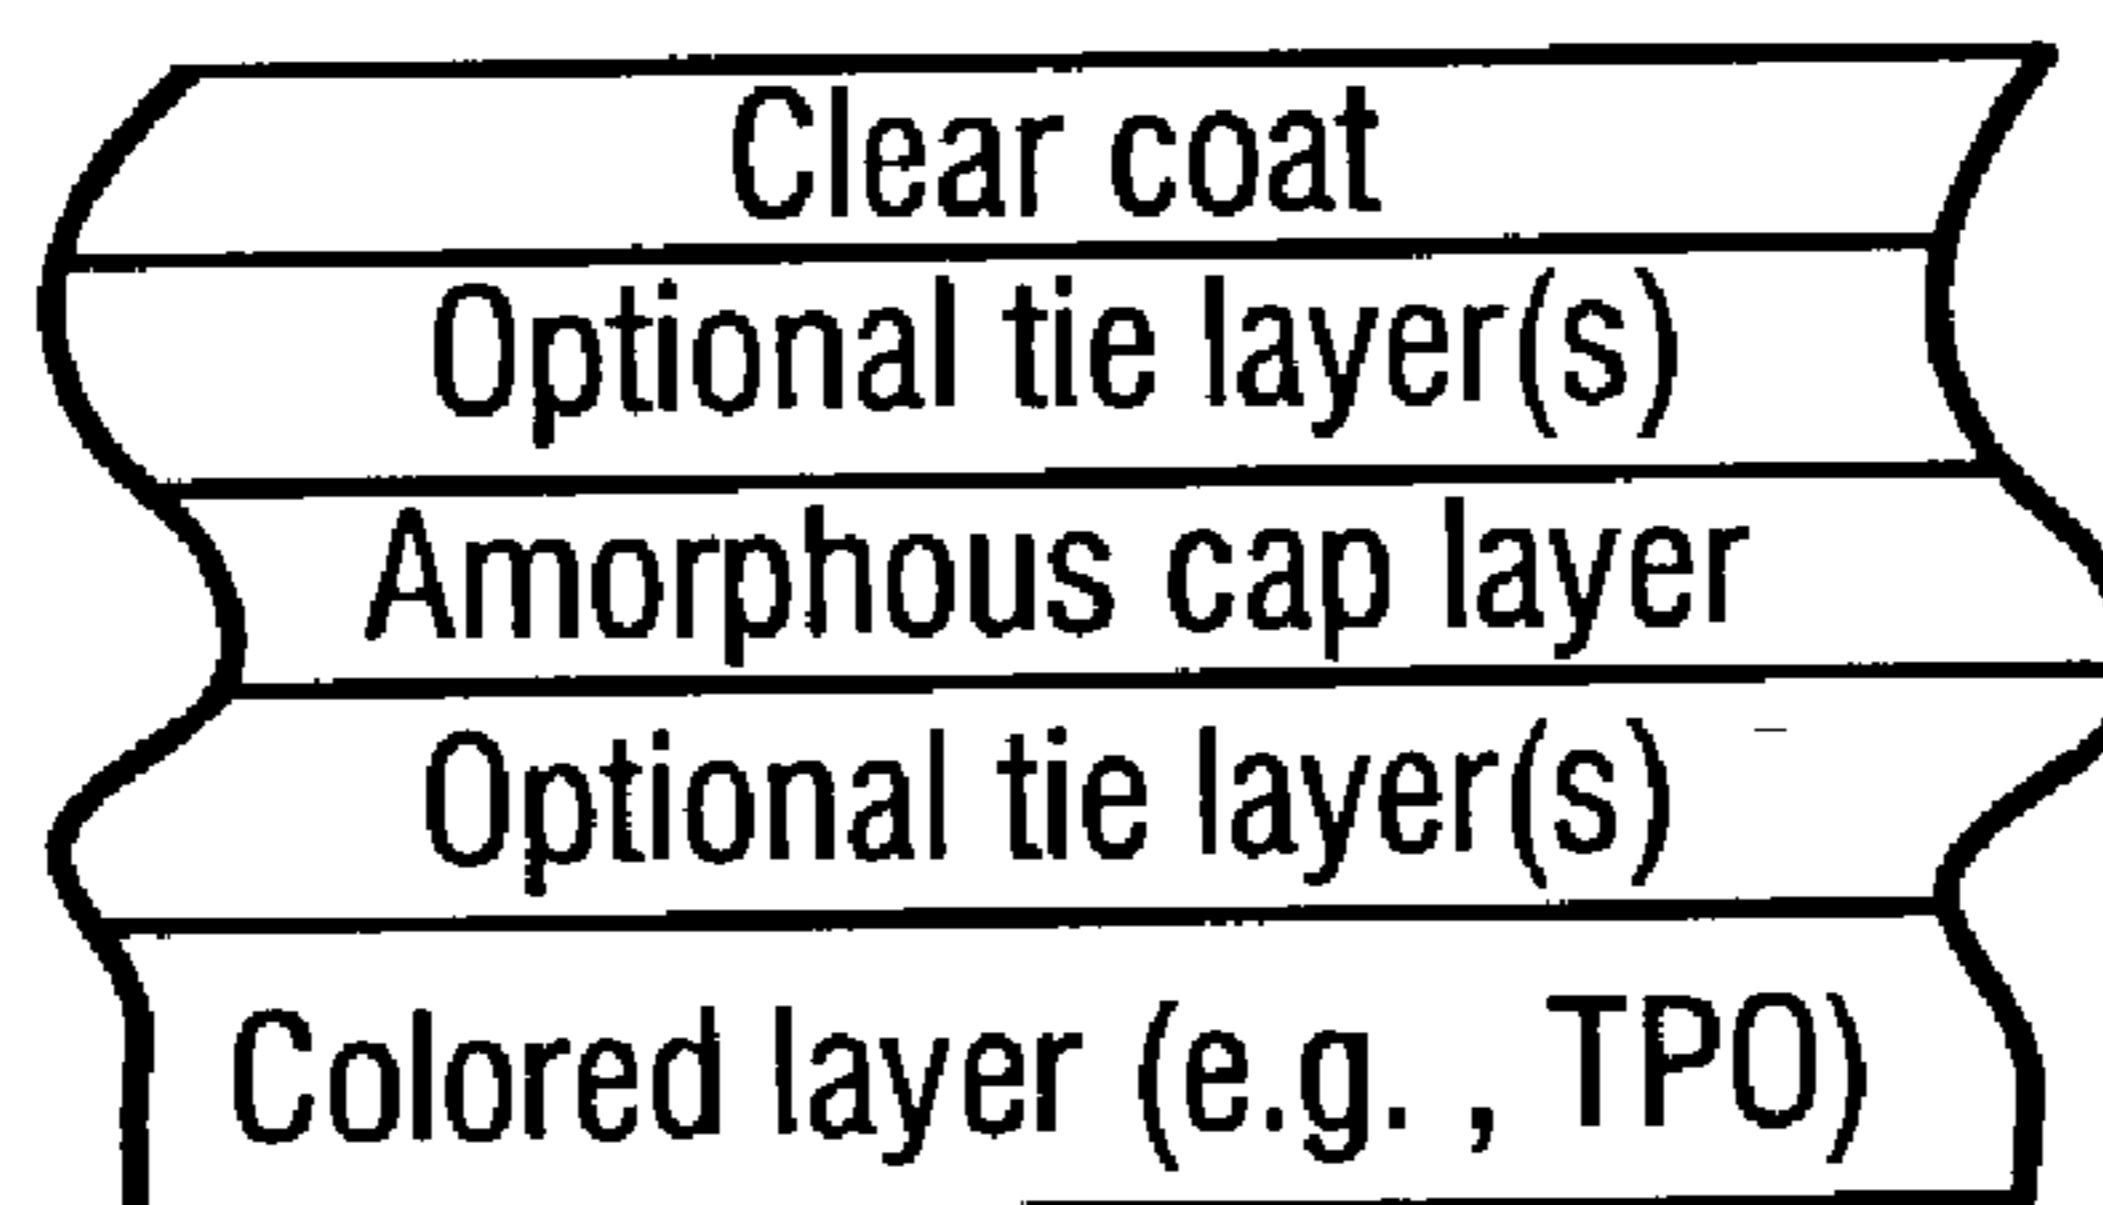 Clear coat
Optional tie layer(s)
Amorphous cap layer
Optional tie layer(s)
Colored layer (e.g. , TPO)